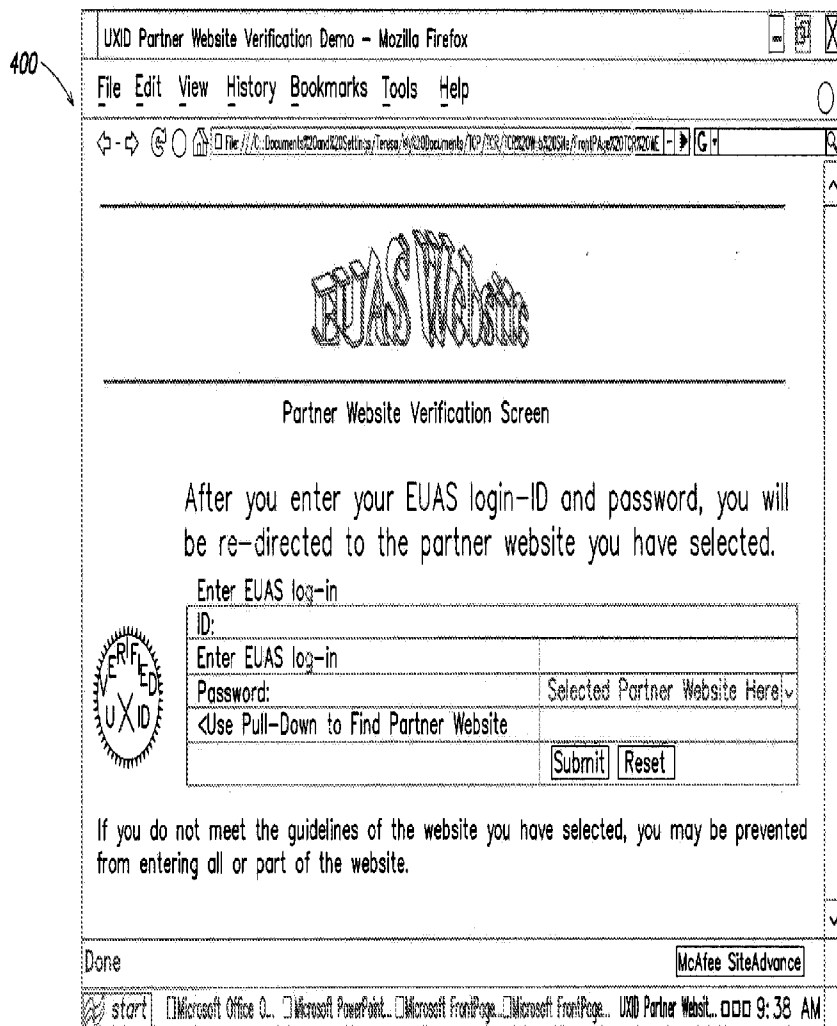 400
UXID Partner Website Verification Demo – Mozilla Firefox
File Edit View History Bookmarks Tools Help
G
EUAS Website
Partner Website Verification Screen
After you enter your EUAS login–ID and password, you will
be re–directed to the partner website you have selected.
Enter EUAS log–in
ID:
Enter EUAS log–in
Password: Selected Partner Website Here
<Use Pull–Down to Find Partner Website
Submit Reset
VERIFIED
UXID
If you do not meet the guidelines of the website you have selected, you may be prevented
from entering all or part of the website.
Done McAfee SiteAdvance
start Microsoft Office O... Microsoft PowerPoint... Microsoft FrontPage... Microsoft FrontPage... UXID Partner Websit... 9:38 AM